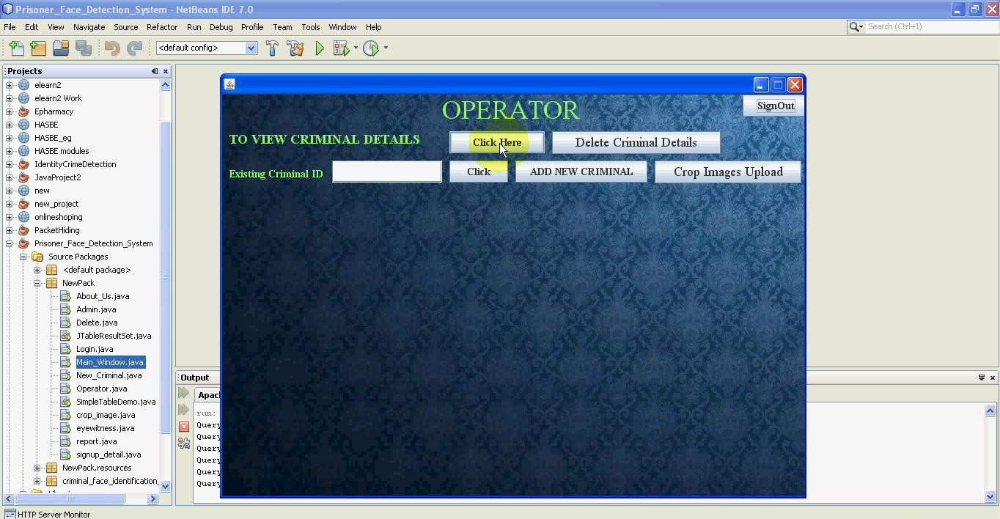 Prisoner_Face_Detection_System - NetBeans IDE 7.0
File Edit View Navigate Source Refactor Run Debug Profile Team Tools Window Help
Search (Ctrl+I)
<default config>
Projects
elearn2
elearn2 Work
Epharmacy
HASBE
HASBE_eg
HASBE modules
IdentityCrimeDetection
JavaProject2
new
new_project
onlineshoping
PacketHiding
Prisoner_Face_Detection_System
Source Packages
<default package>
NewPack
About_Us.java
Admin.java
Delete.java
JTableResultSet.java
Login.java
Main_Window.java
New_Criminal.java
Operator.java
SimpleTableDemo.java
crop_image.java
eyewitness.java
report.java
signup_detail.java
NewPack.resources
criminal_face_identification_
OPERATOR
SignOut
TO VIEW CRIMINAL DETAILS
Click Here
Delete Criminal Details
Existing Criminal ID
Click
ADD NEW CRIMINAL
Crop Images Upload
Output
Apac
run:
Query
Query
Query
Query
Query
Query
HTTP Server Monitor